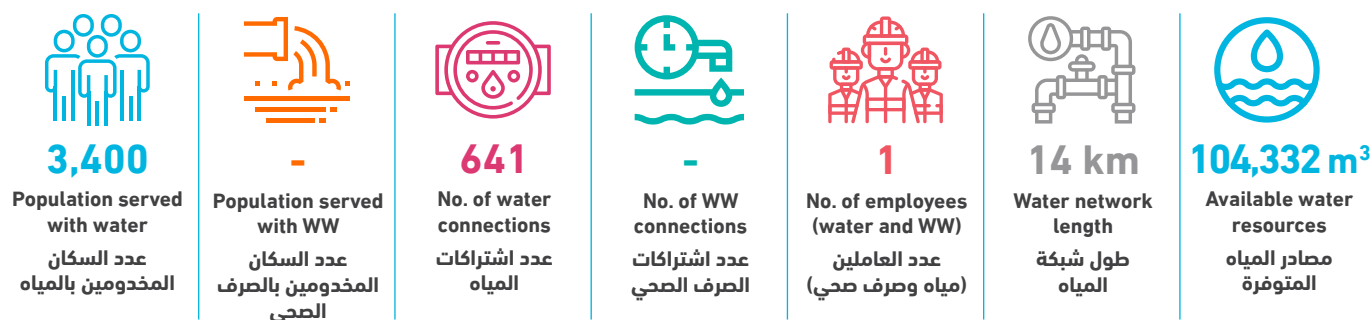 3,400
Population served
with water
عدد السكان
المخدومين بالمياه
-
Population served
with WW
عدد السكان
المخدومين بالصرف
الصحي
641
No. of water
connections
عدد اشتراكات
المياه
-
No. of WW
connections
عدد اشتراكات
الصرف الصحي
1
No. of employees
(water and WW)
عدد العاملين
(مياه وصرف صحي)
14 km
Water network
length
طول شبكة
المياه
104,332 m³
Available water
resources
مصادر المياه
المتوفرة